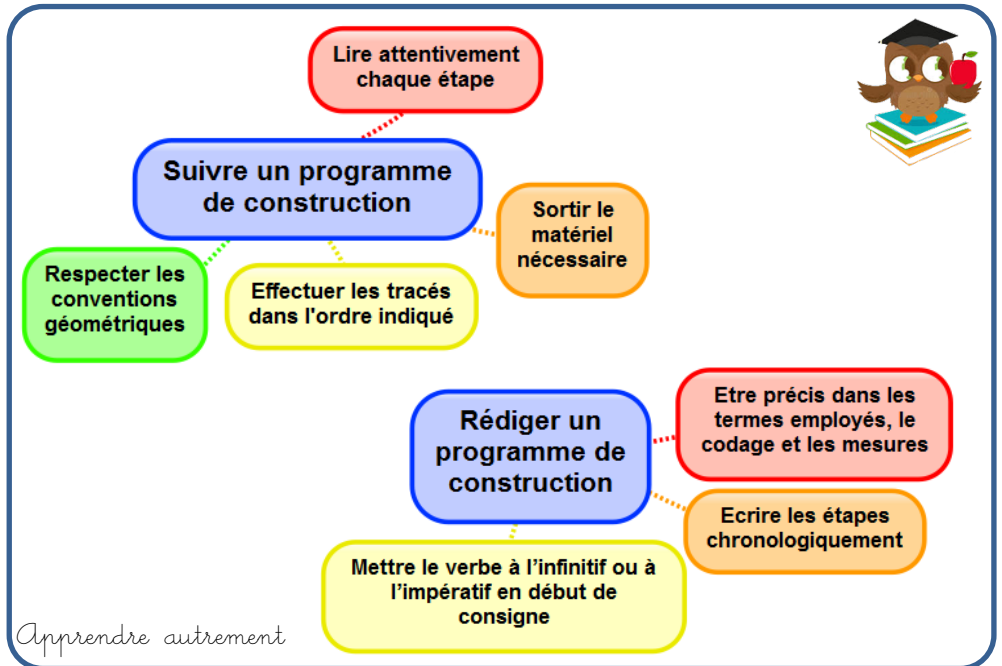 Lire attentivement
chaque étape
Suivre un programme
de construction
Sortir le
matériel
nécessaire
Respecter les
conventions
géométriques
Effectuer les tracés
dans l'ordre indiqué
Rédiger un
programme de
construction
Etre précis dans les
termes employés, le
codage et les mesures
Ecrire les étapes
chronologiquement
Mettre le verbe à l’infinitif ou à
l’impératif en début de
consigne
Apprendre autrement